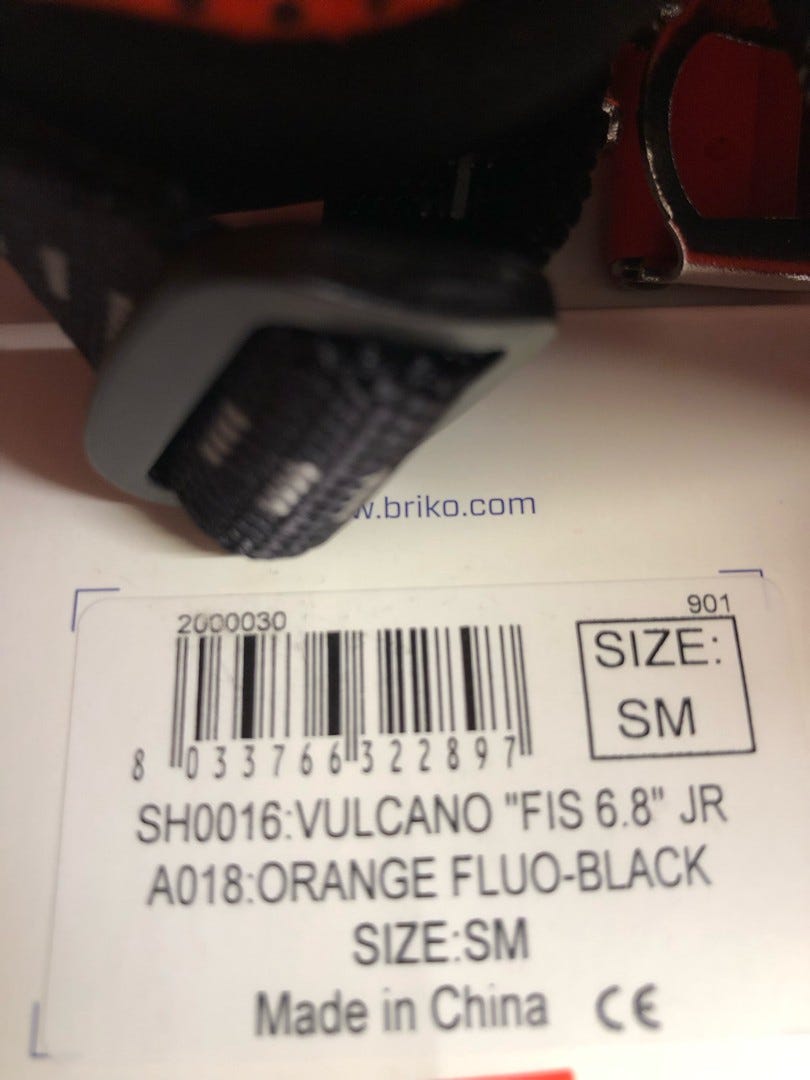 w.briko.com
2000030
901
SIZE:
SM
8 033766 322897
SH0016:VULCANO "FIS 6.8" JR
A018:ORANGE FLUO-BLACK
SIZE:SM
Made in China CE